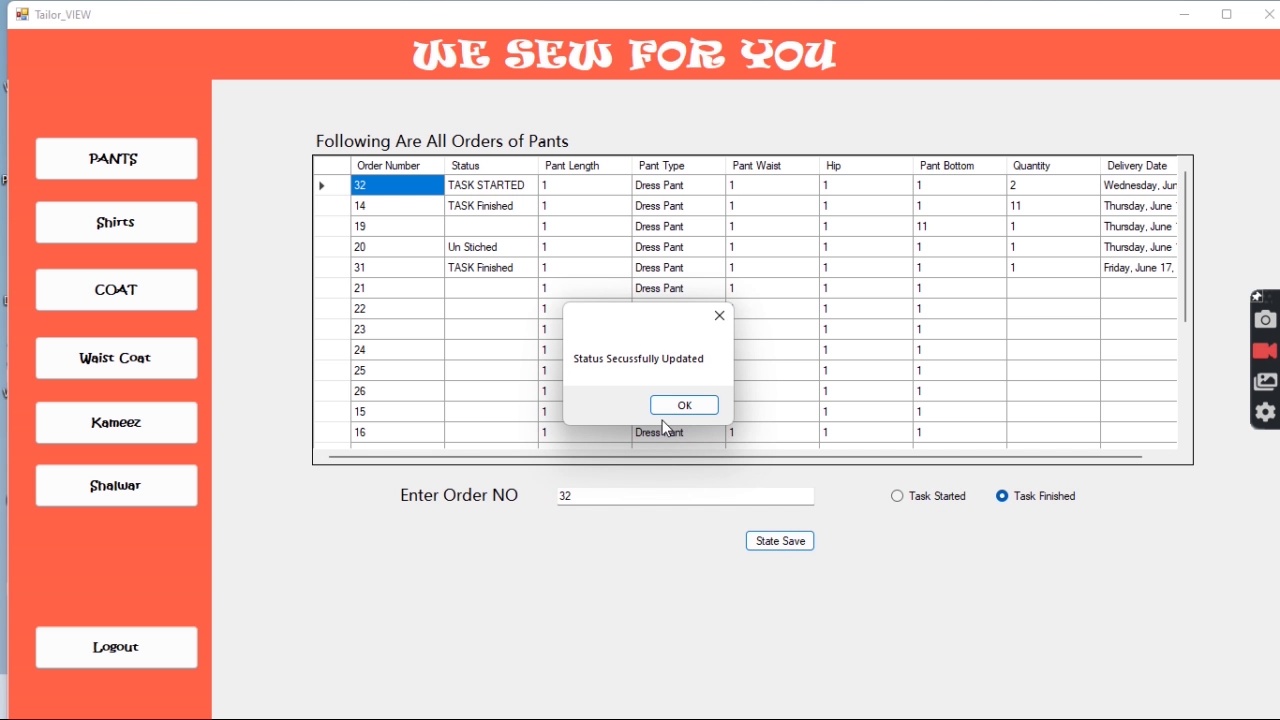 Tailor_VIEW
WE SEW FOR YOU
PANTS
Shirts
COAT
Waist Coat
Kameez
Shalwar
Logout
Following Are All Orders of Pants
Order Number Status Pant Length Pant Type Pant Waist Hip Pant Bottom Quantity Delivery Date
32 TASK STARTED 1 Dress Pant 1 1 1 2 Wednesday, Jun
14 TASK Finished 1 Dress Pant 1 1 1 11 Thursday, June
19 1 Dress Pant 1 1 11 1 Thursday, June
20 Un Stiched 1 Dress Pant 1 1 1 1 Thursday, June
31 TASK Finished 1 Dress Pant 1 1 1 1 Friday, June 17,
21 1 Dress Pant 1 1 1
22 1 1 1
23 1 1 1
24 1 1 1
25 1 1 1
26 1 1 1
15 1 1 1
16 1 Dress Pant 1 1 1
Status Secussfully Updated
OK
Enter Order NO 32 Task Started Task Finished
State Save